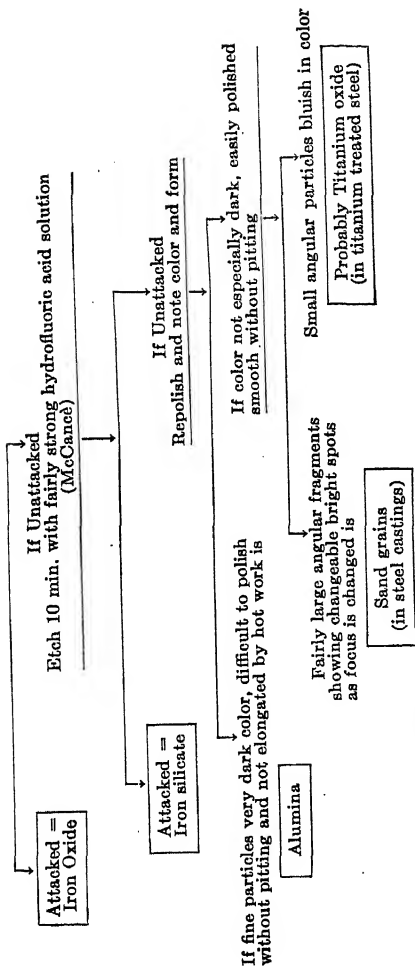 Attacked =
Iron Oxide
If Unattacked
Etch 10 min. with fairly strong hydrofluoric acid solution
(McCance)
Attacked =
Iron silicate
If Unattacked
Repolish and note color and form
If fine particles very dark color, difficult to polish
without pitting and not elongated by hot work is
Alumina
If color not especially dark, easily polished
smooth without pitting
Fairly large angular fragments
showing changeable bright spots
as focus is changed is
Sand grains
(in steel castings)
Small angular particles bluish in color
Probably Titanium oxide
(in titanium treated steel)